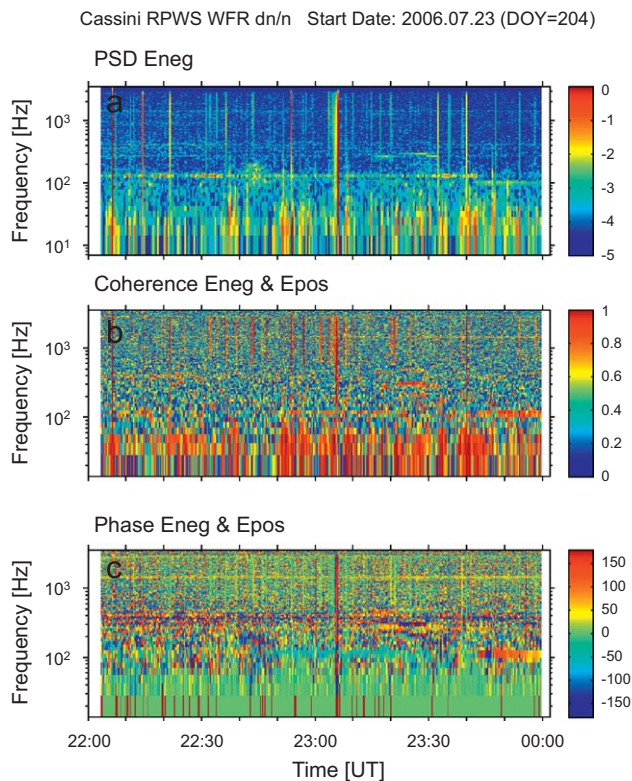 Cassini RPWS WFR dn/n Start Date: 2006.07.23 (DOY=204)
PSD Eneg
a
Frequency [Hz]
10³
10²
10¹
0
-1
-2
-3
-4
-5
Coherence Eneg & Epos
b
Frequency [Hz]
10³
10²
1
0.8
0.6
0.4
0.2
0
Phase Eneg & Epos
c
Frequency [Hz]
10³
10²
150
100
50
0
-50
-100
-150
22:00 22:30 23:00 23:30 00:00
Time [UT]